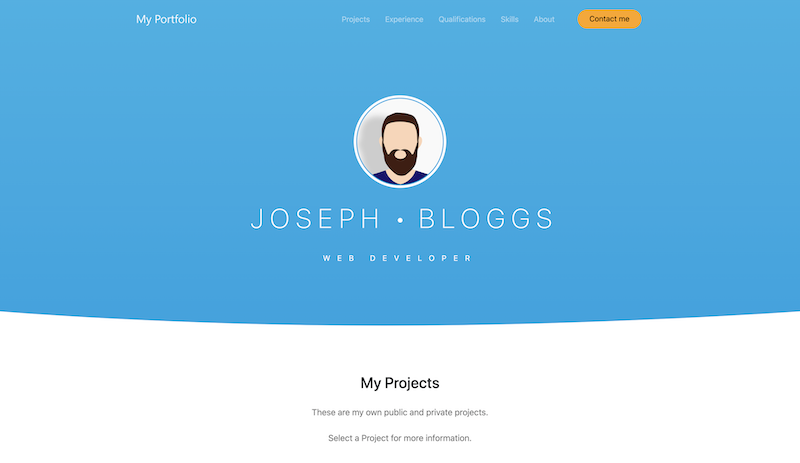 My Portfolio
Projects Experience Qualifications Skills About Contact me
JOSEPH • BLOGGS
WEB DEVELOPER
My Projects
These are my own public and private projects.
Select a Project for more information.